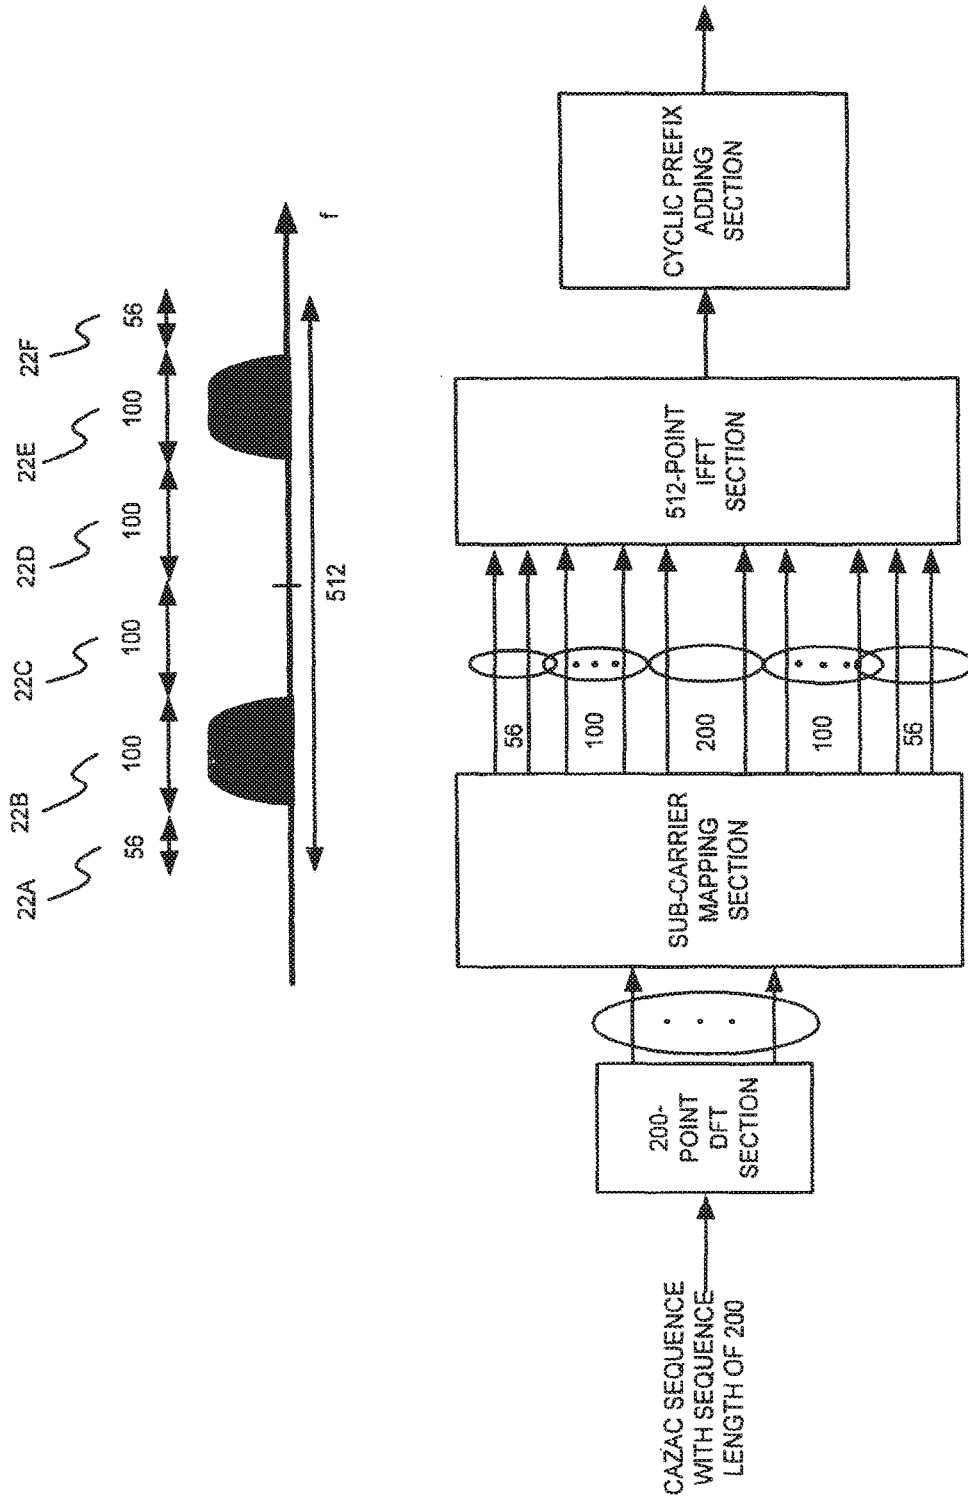 22A
22B
22C
22D
22E
22F
56
100
100
100
100
56
f
512
CAZAC SEQUENCE
WITH SEQUENCE
LENGTH OF 200
200-
POINT
DFT
SECTION
SUB-CARRIER
MAPPING
SECTION
56
100
200
100
56
512-POINT
IFFT
SECTION
CYCLIC PREFIX
ADDING
SECTION